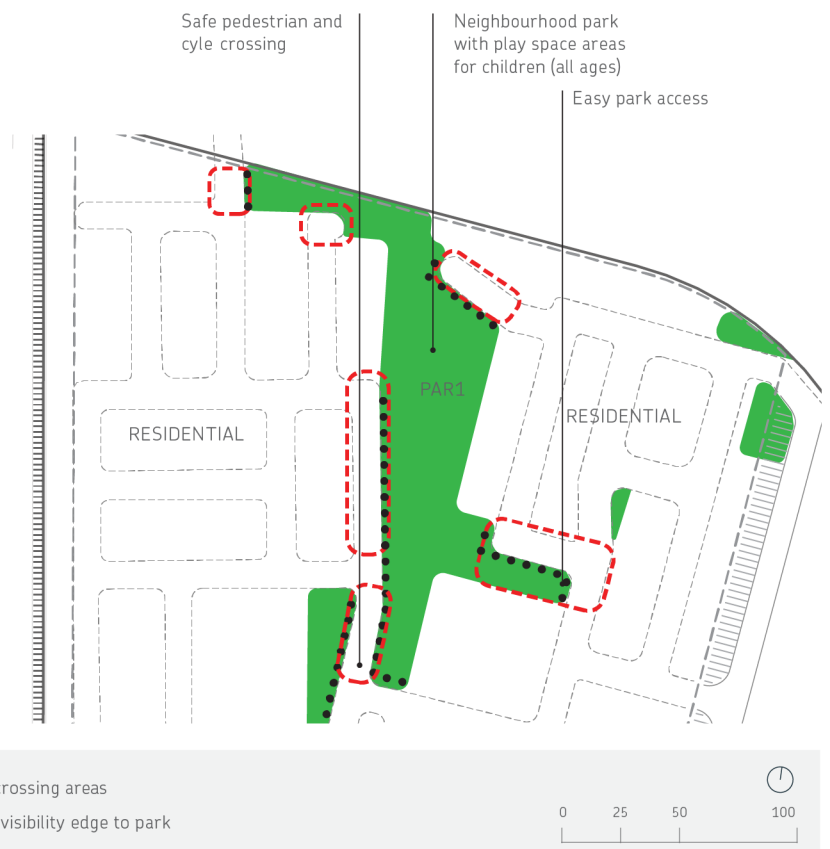 Safe pedestrian and
cyle crossing
Neighbourhood park
with play space areas
for children (all ages)
Easy park access
PAR1
RESIDENTIAL
RESIDENTIAL
crossing areas
visibility edge to park
0 25 50 100